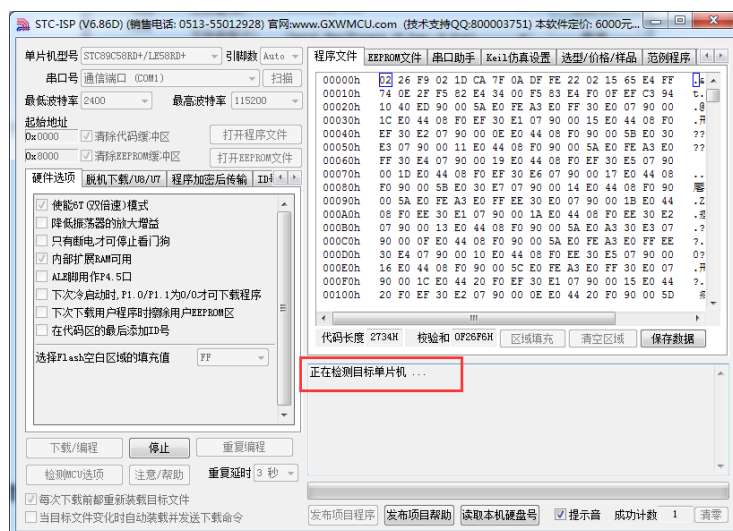 STC-ISP (V6.86D) (销售电话: 0513-55012928) 官网:www.GXWMCU.com (技术支持QQ:800003751) 本软件定价: 6000元...
单片机型号 STC89C58RD+/LE58RD+ 引脚数 Auto
串口号 通信端口 (COM1) 扫描
最低波特率 2400 最高波特率 115200
起始地址
0x0000 清除代码缓冲区 打开程序文件
0x8000 清除EEPROM缓冲区 打开EEPROM文件
硬件选项 脱机下载/U8/U7 程序加密后传输
使能6T (双倍速)模式
降低振荡器的放大增益
只有断电才可停止看门狗
内部扩展RAM可用
ALE脚用作P4.5口
下次冷启动时,P1.0/P1.1为0/0才可下载程序
下次下载用户程序时擦除用户EEPROM区
在代码区的最后添加ID号
选择Flash空白区域的填充值 FF
下载/编程 停止 重复编程
检测MCU选项 注意/帮助 重复延时 3 秒
每次下载前都重新装载目标文件
当目标文件变化时自动装载并发送下载命令
程序文件 EEPROM文件 串口助手 Keil仿真设置 选型/价格/样品 范例程序
00000h 02 26 F9 02 1D CA 7F 0A DF FE 22 02 15 65 E4 FF
00010h 74 0E 2F F5 82 E4 34 00 F5 83 E4 F0 0F EF C3 94 t.
00020h 10 40 ED 90 00 5A E0 FE A3 E0 FF 30 E0 07 90 00 .@
00030h 1C E0 44 08 F0 EF 30 E1 07 90 00 15 E0 44 08 F0
00040h EF 30 E2 07 90 00 0E E0 44 08 F0 90 00 5B E0 30 ??
00050h E3 07 90 00 11 E0 44 08 F0 90 00 5A E0 FE A3 E0 ??
00060h FF 30 E4 07 90 00 19 E0 44 08 F0 EF 30 E5 07 90
00070h 00 1D E0 44 08 F0 EF 30 E6 07 90 00 17 E0 44 08 ..
00080h F0 90 00 5B E0 30 E7 07 90 00 14 E0 44 08 F0 90
00090h 00 5A E0 FE A3 E0 FF EE 30 E0 07 90 00 1B E0 44 .Z
000A0h 08 F0 EE 30 E1 07 90 00 1A E0 44 08 F0 EE 30 E2
000B0h 07 90 00 13 E0 44 08 F0 90 00 5A E0 A3 30 E3 07 .?
000C0h 90 00 0F E0 44 08 F0 90 00 5A E0 FE A3 E0 FF EE ?.
000D0h 30 E4 07 90 00 10 E0 44 08 F0 EE 30 E5 07 90 00 0?
000E0h 16 E0 44 08 F0 90 00 5C E0 FE A3 E0 FF 30 E0 07
000F0h 90 00 1C E0 44 20 F0 EF 30 E1 07 90 00 15 E0 44 ?.
00100h 20 F0 EF 30 E2 07 90 00 0E E0 44 20 F0 90 00 5D
代码长度 2734H 校验和 0F26F6H 区域填充 清空区域 保存数据
正在检测目标单片机 ...
发布项目程序 发布项目帮助 读取本机硬盘号 提示音 成功计数 1 清零